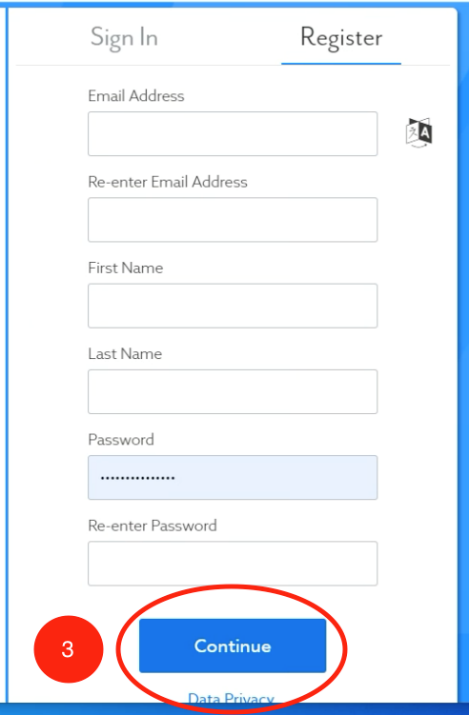 Sign In Register
Email Address
Re-enter Email Address
First Name
Last Name
Password
...............
Re-enter Password
3 Continue
Data Privacy